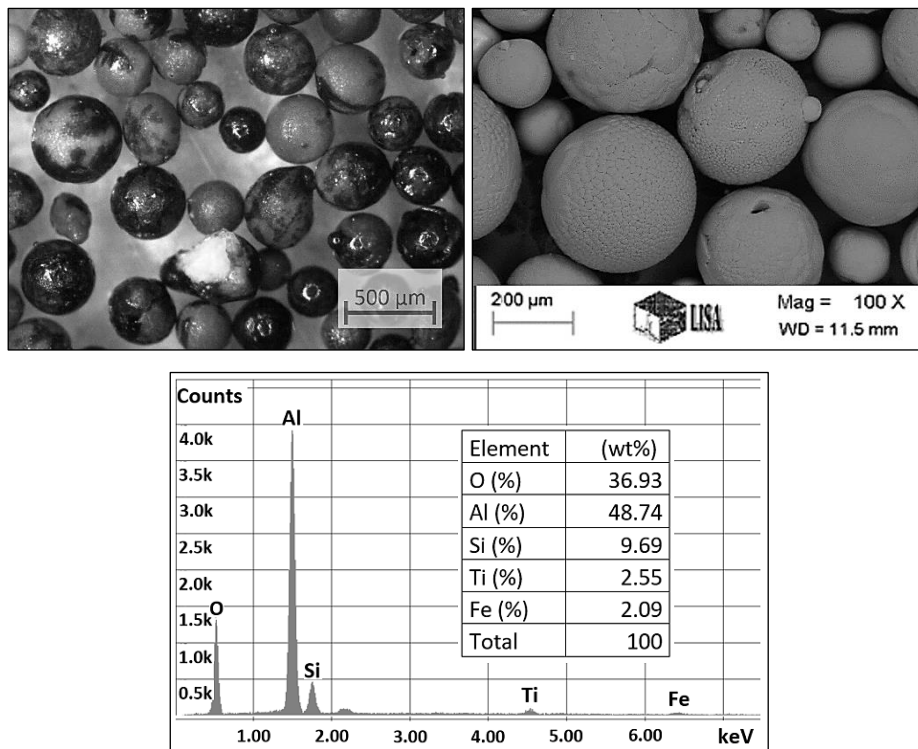 500 µm
200 µm
LISA
Mag = 100 X
WD = 11.5 mm
Counts
Al
4.0k
3.5k
3.0k
2.5k
2.0k
1.5k
1.0k
0.5k
O
Si
Ti
Fe
1.00 2.00 3.00 4.00 5.00 6.00 keV
Element (wt%)
O (%) 36.93
Al (%) 48.74
Si (%) 9.69
Ti (%) 2.55
Fe (%) 2.09
Total 100